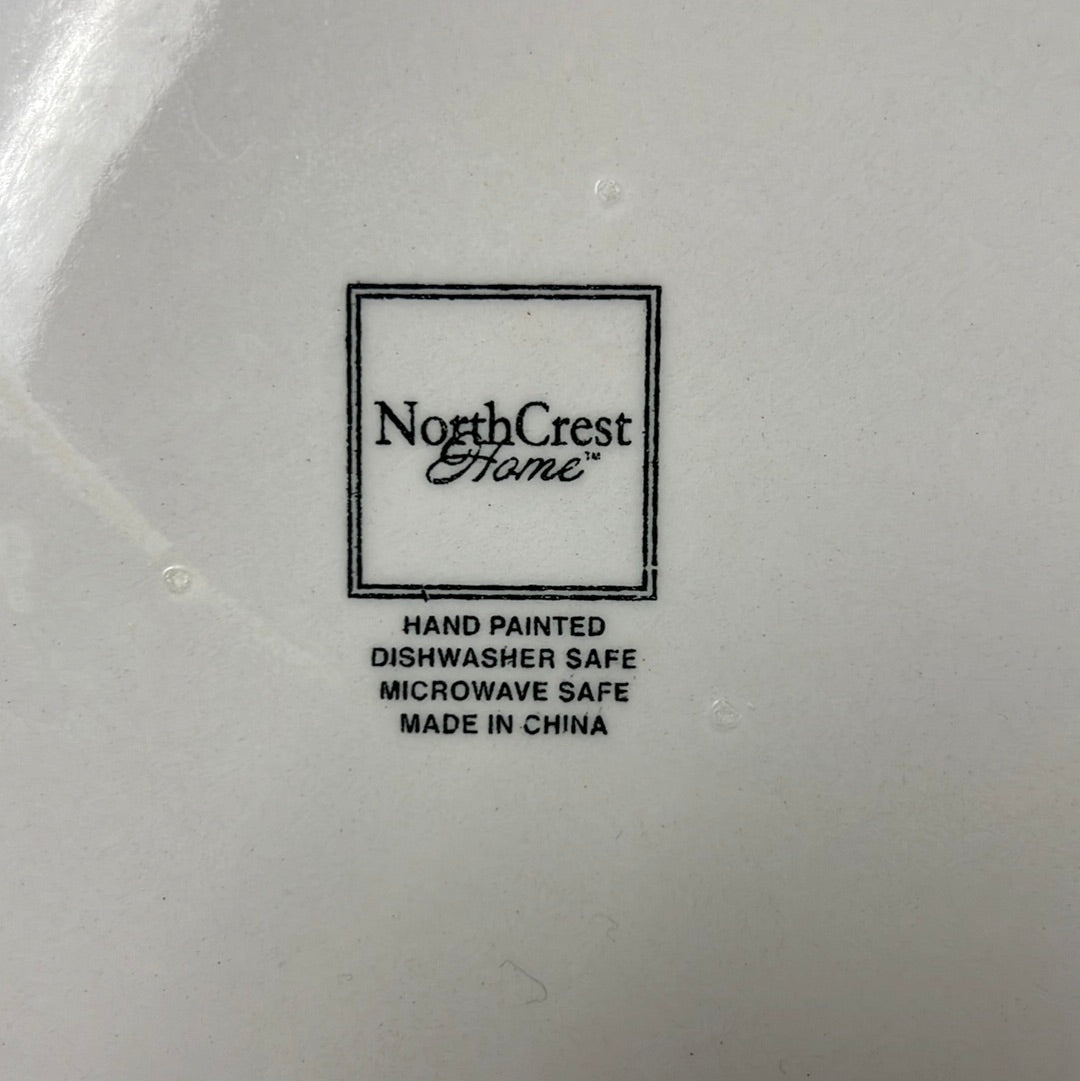 NorthCrest
Home™
HAND PAINTED
DISHWASHER SAFE
MICROWAVE SAFE
MADE IN CHINA